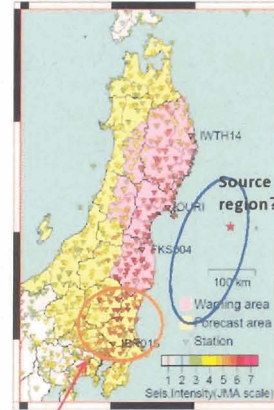 IWTH14
Source
region?
OURI
FKS004
100 km
Warning area
Forecast area
IBR015
Station
1 2 3 4 5 6 7
Seis.Intensity(JMA scale)